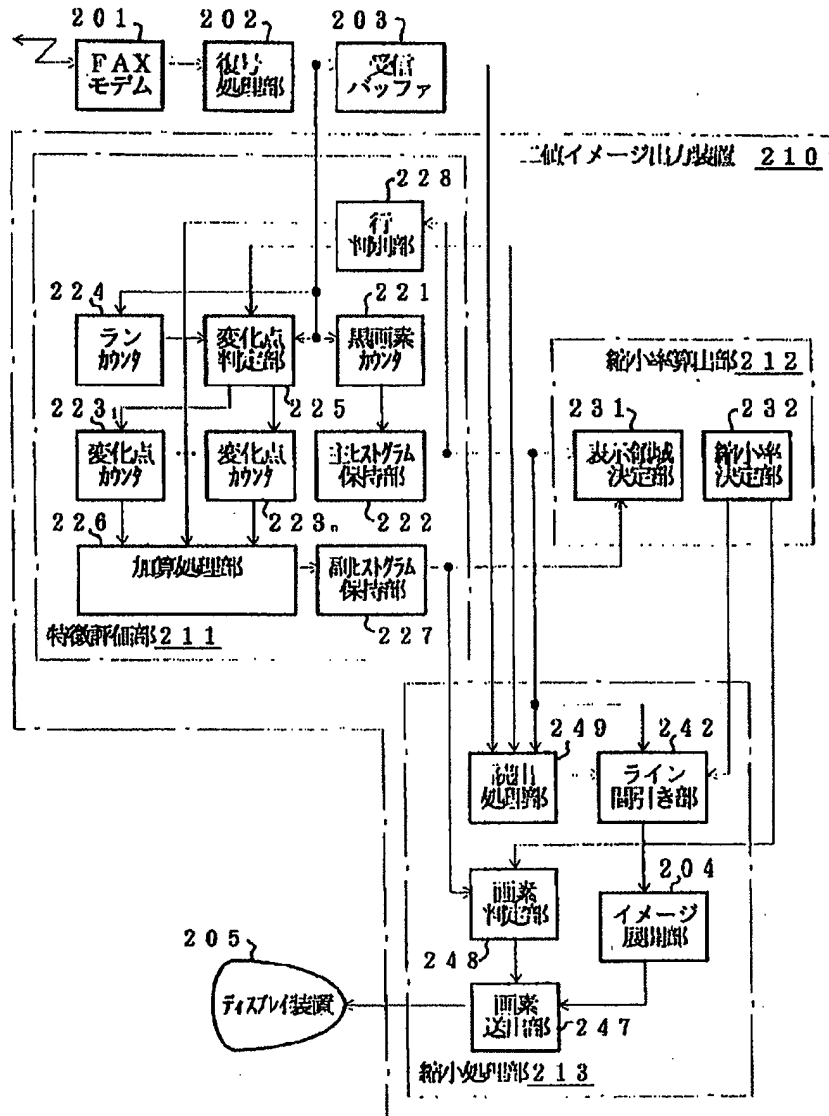 201
202
203
FAX
モデム
復号
処理部
受信
バッファ
二値イメージ出力装置 210
228
行
判別部
224
221
ラン
カウンタ
変化点
判定部
黒画素
カウンタ
縮小率算出部 212
223₁
225
231
232
変化点
カウンタ
変化点
カウンタ
主ヒストグラム
保持部
表示領域
決定部
縮小率
決定部
226
223ₙ
222
加算処理部
副ヒストグラム
保持部
特徴評価部 211
227
249
242
読出
処理部
ライン
間引き部
204
画素
判定部
イメージ
展開部
205
248
ディスプレイ装置
画素
送出部
247
縮小処理部 213